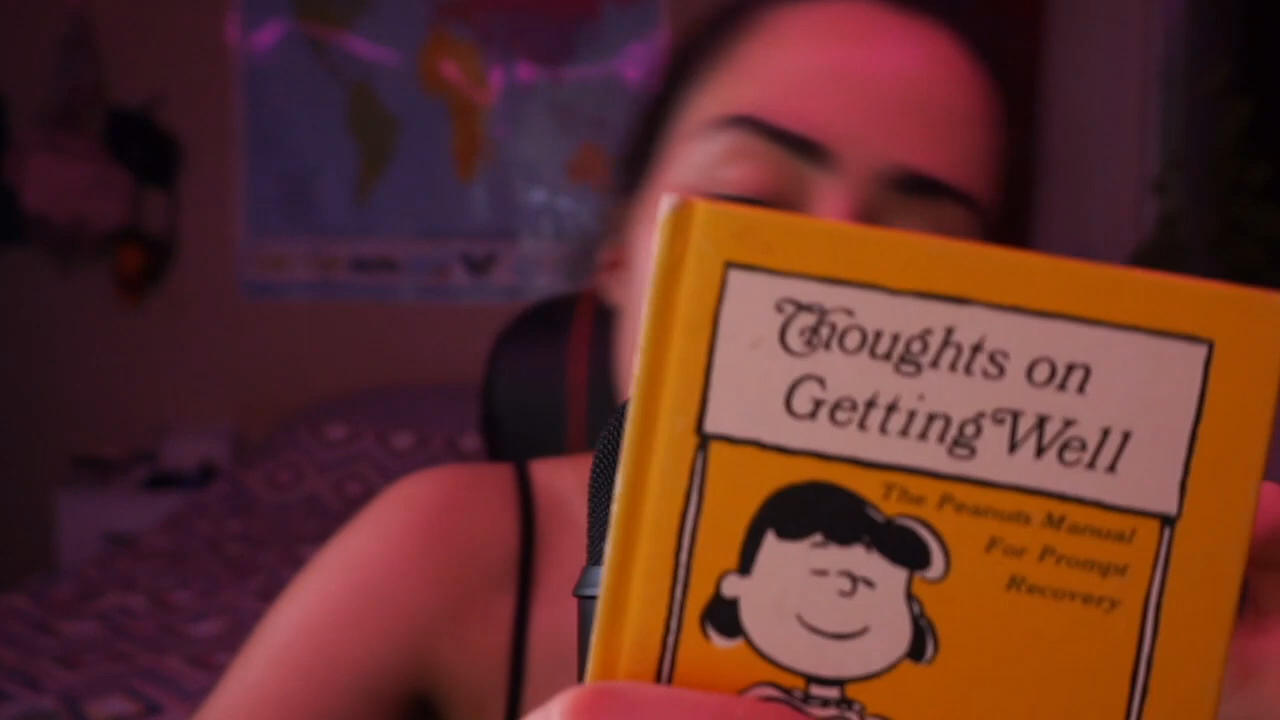 Thoughts on
Getting Well
The Peanuts Manual
For Prompt
Recovery